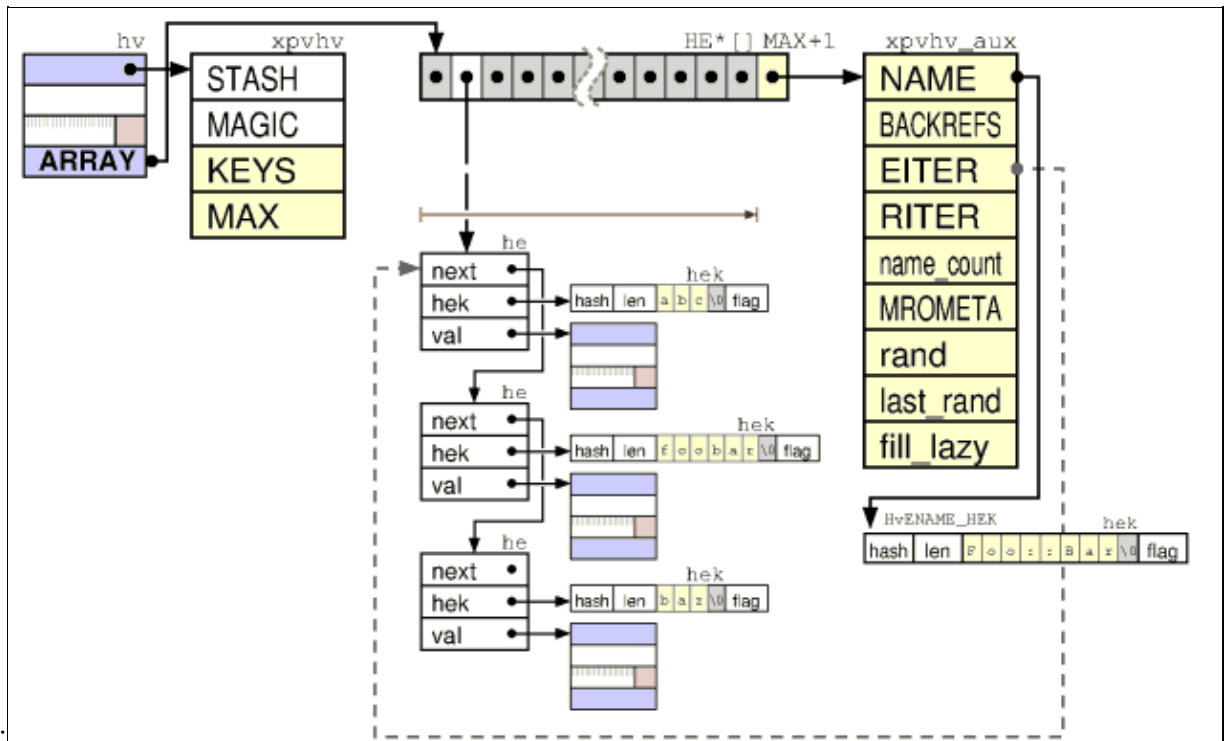 hv
xpvhv
HE*[] MAX+1
xpvhv_aux
STASH
MAGIC
KEYS
MAX
ARRAY
NAME
BACKREFS
EITER
RITER
name_count
MROMETA
rand
last_rand
fill_lazy
he
next
hek
val
hek
hash len a b c \0 flag
he
next
hek
val
hek
hash len f o o b a r \0 flag
he
next
hek
val
hek
hash len b a z \0 flag
HvENAME_HEK
hek
hash len F o o : : B a r \0 flag
.